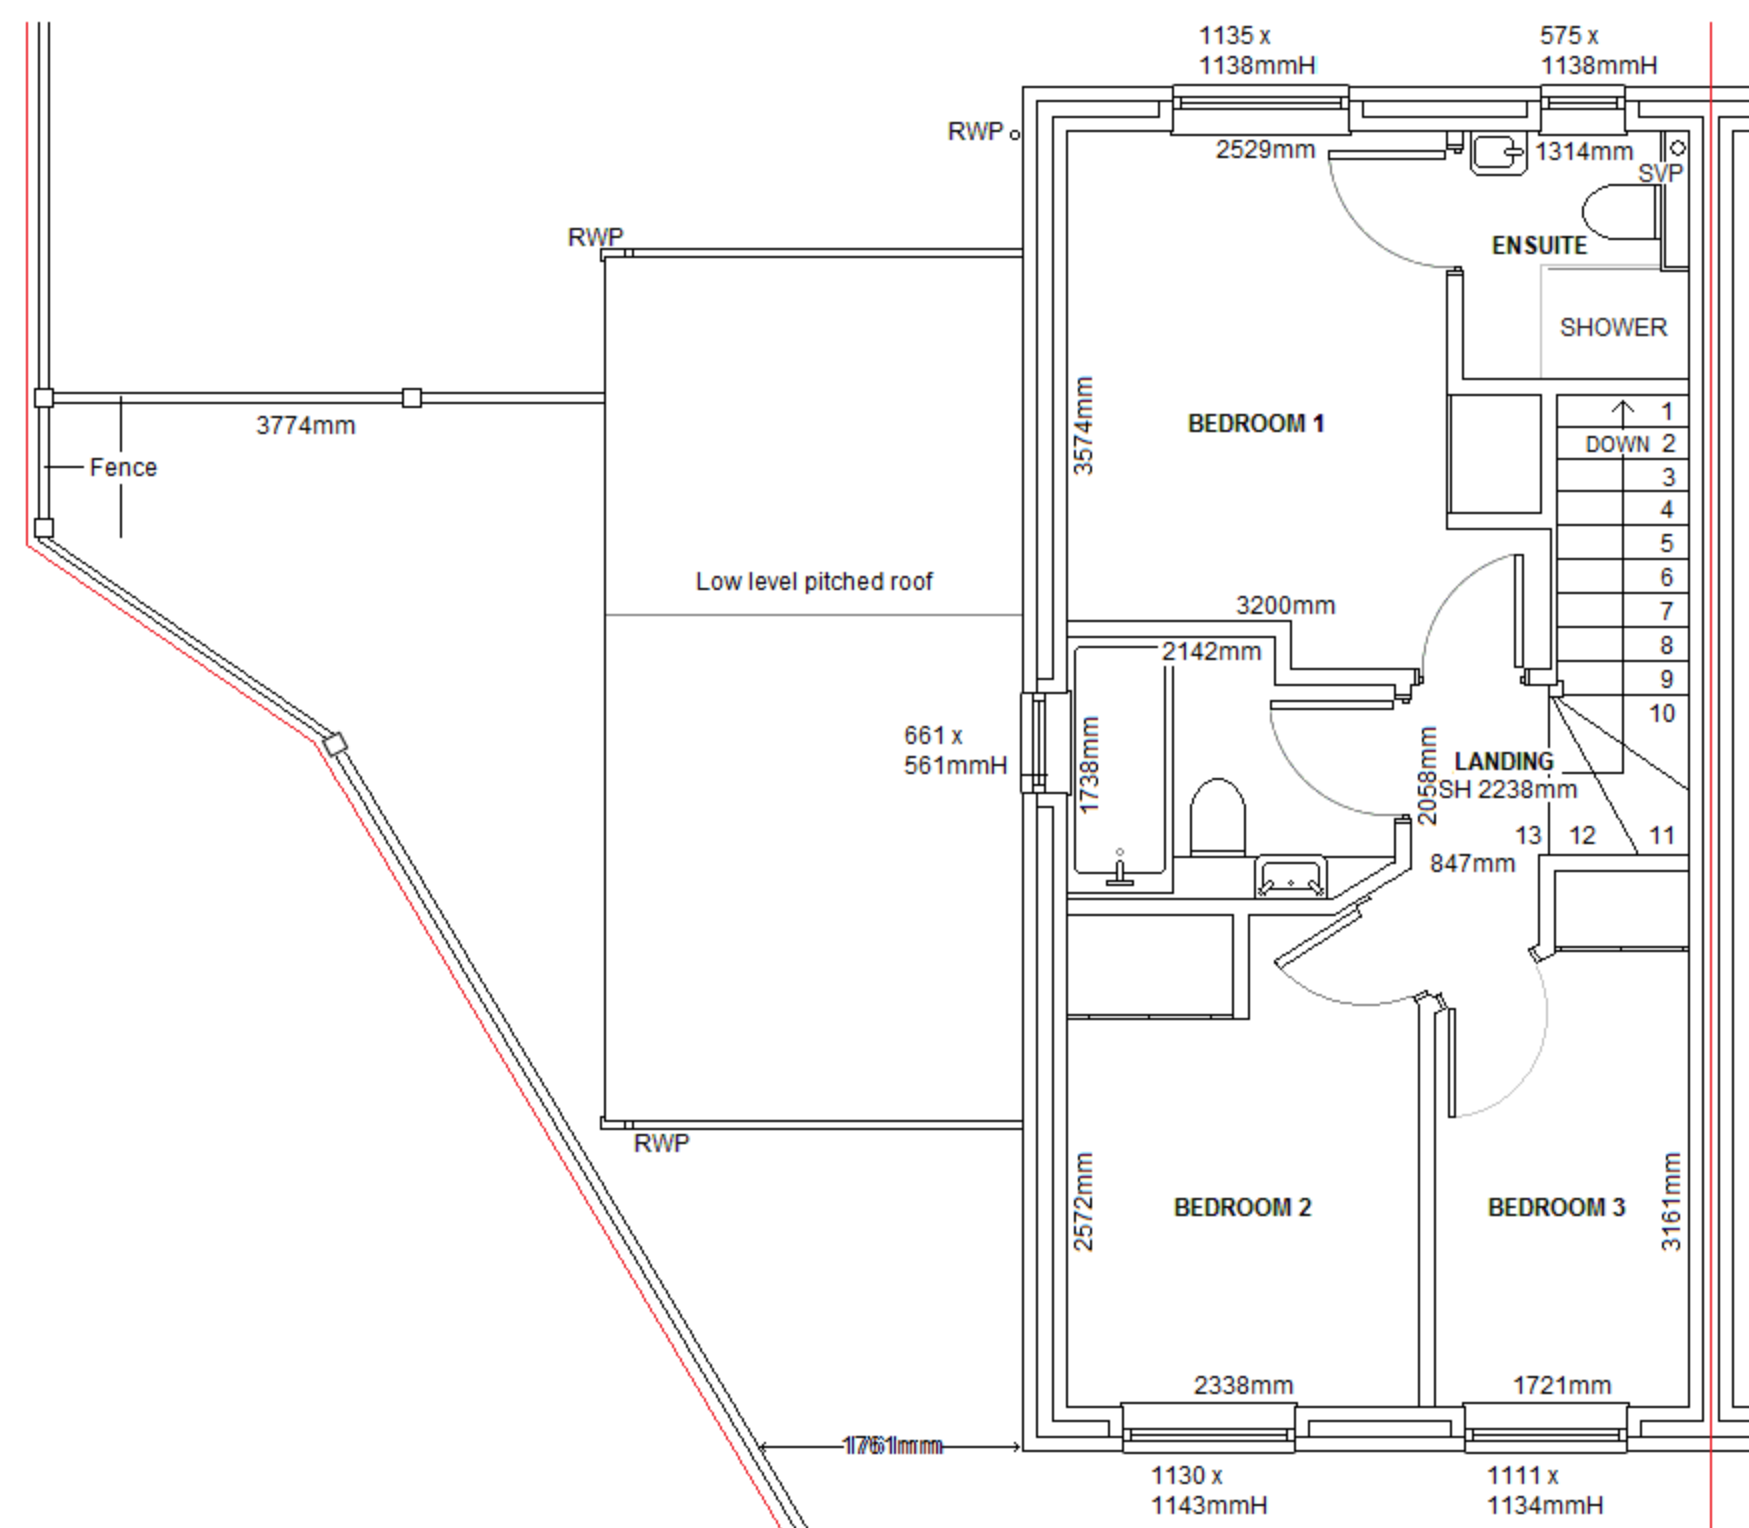 1135 x
1138mmH
575 x
1138mmH
RWP
2529mm
1314mm
SVP
RWP
ENSUITE
SHOWER
3774mm
Fence
3574mm
BEDROOM 1
1
DOWN 2
3
4
5
6
7
8
9
10
Low level pitched roof
3200mm
2142mm
661 x
561mmH
1738mm
2058mm
LANDING
SH 2238mm
13
12
11
847mm
RWP
2572mm
BEDROOM 2
BEDROOM 3
3161mm
2338mm
1721mm
1130 x
1143mmH
1111 x
1134mmH